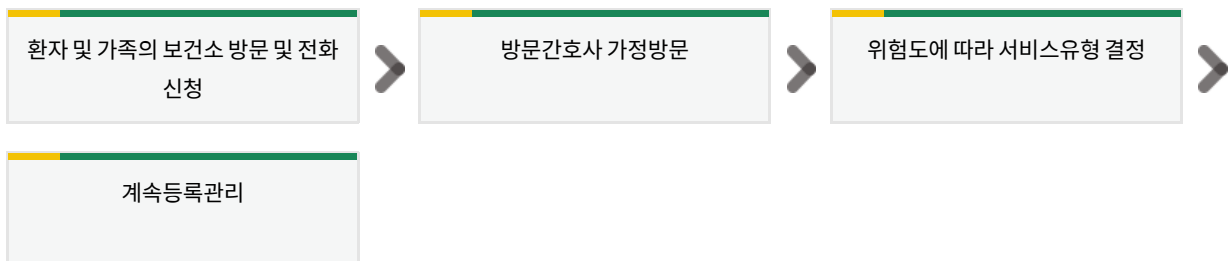 환자 및 가족의 보건소 방문 및 전화
신청
방문간호사 가정방문
위험도에 따라 서비스유형 결정
계속등록관리